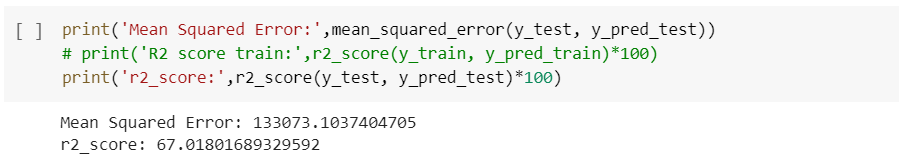 [ ] print('Mean Squared Error:',mean_squared_error(y_test, y_pred_test))
# print('R2 score train:',r2_score(y_train, y_pred_train)*100)
print('r2_score:',r2_score(y_test, y_pred_test)*100)
Mean Squared Error: 133073.1037404705
r2_score: 67.01801689329592